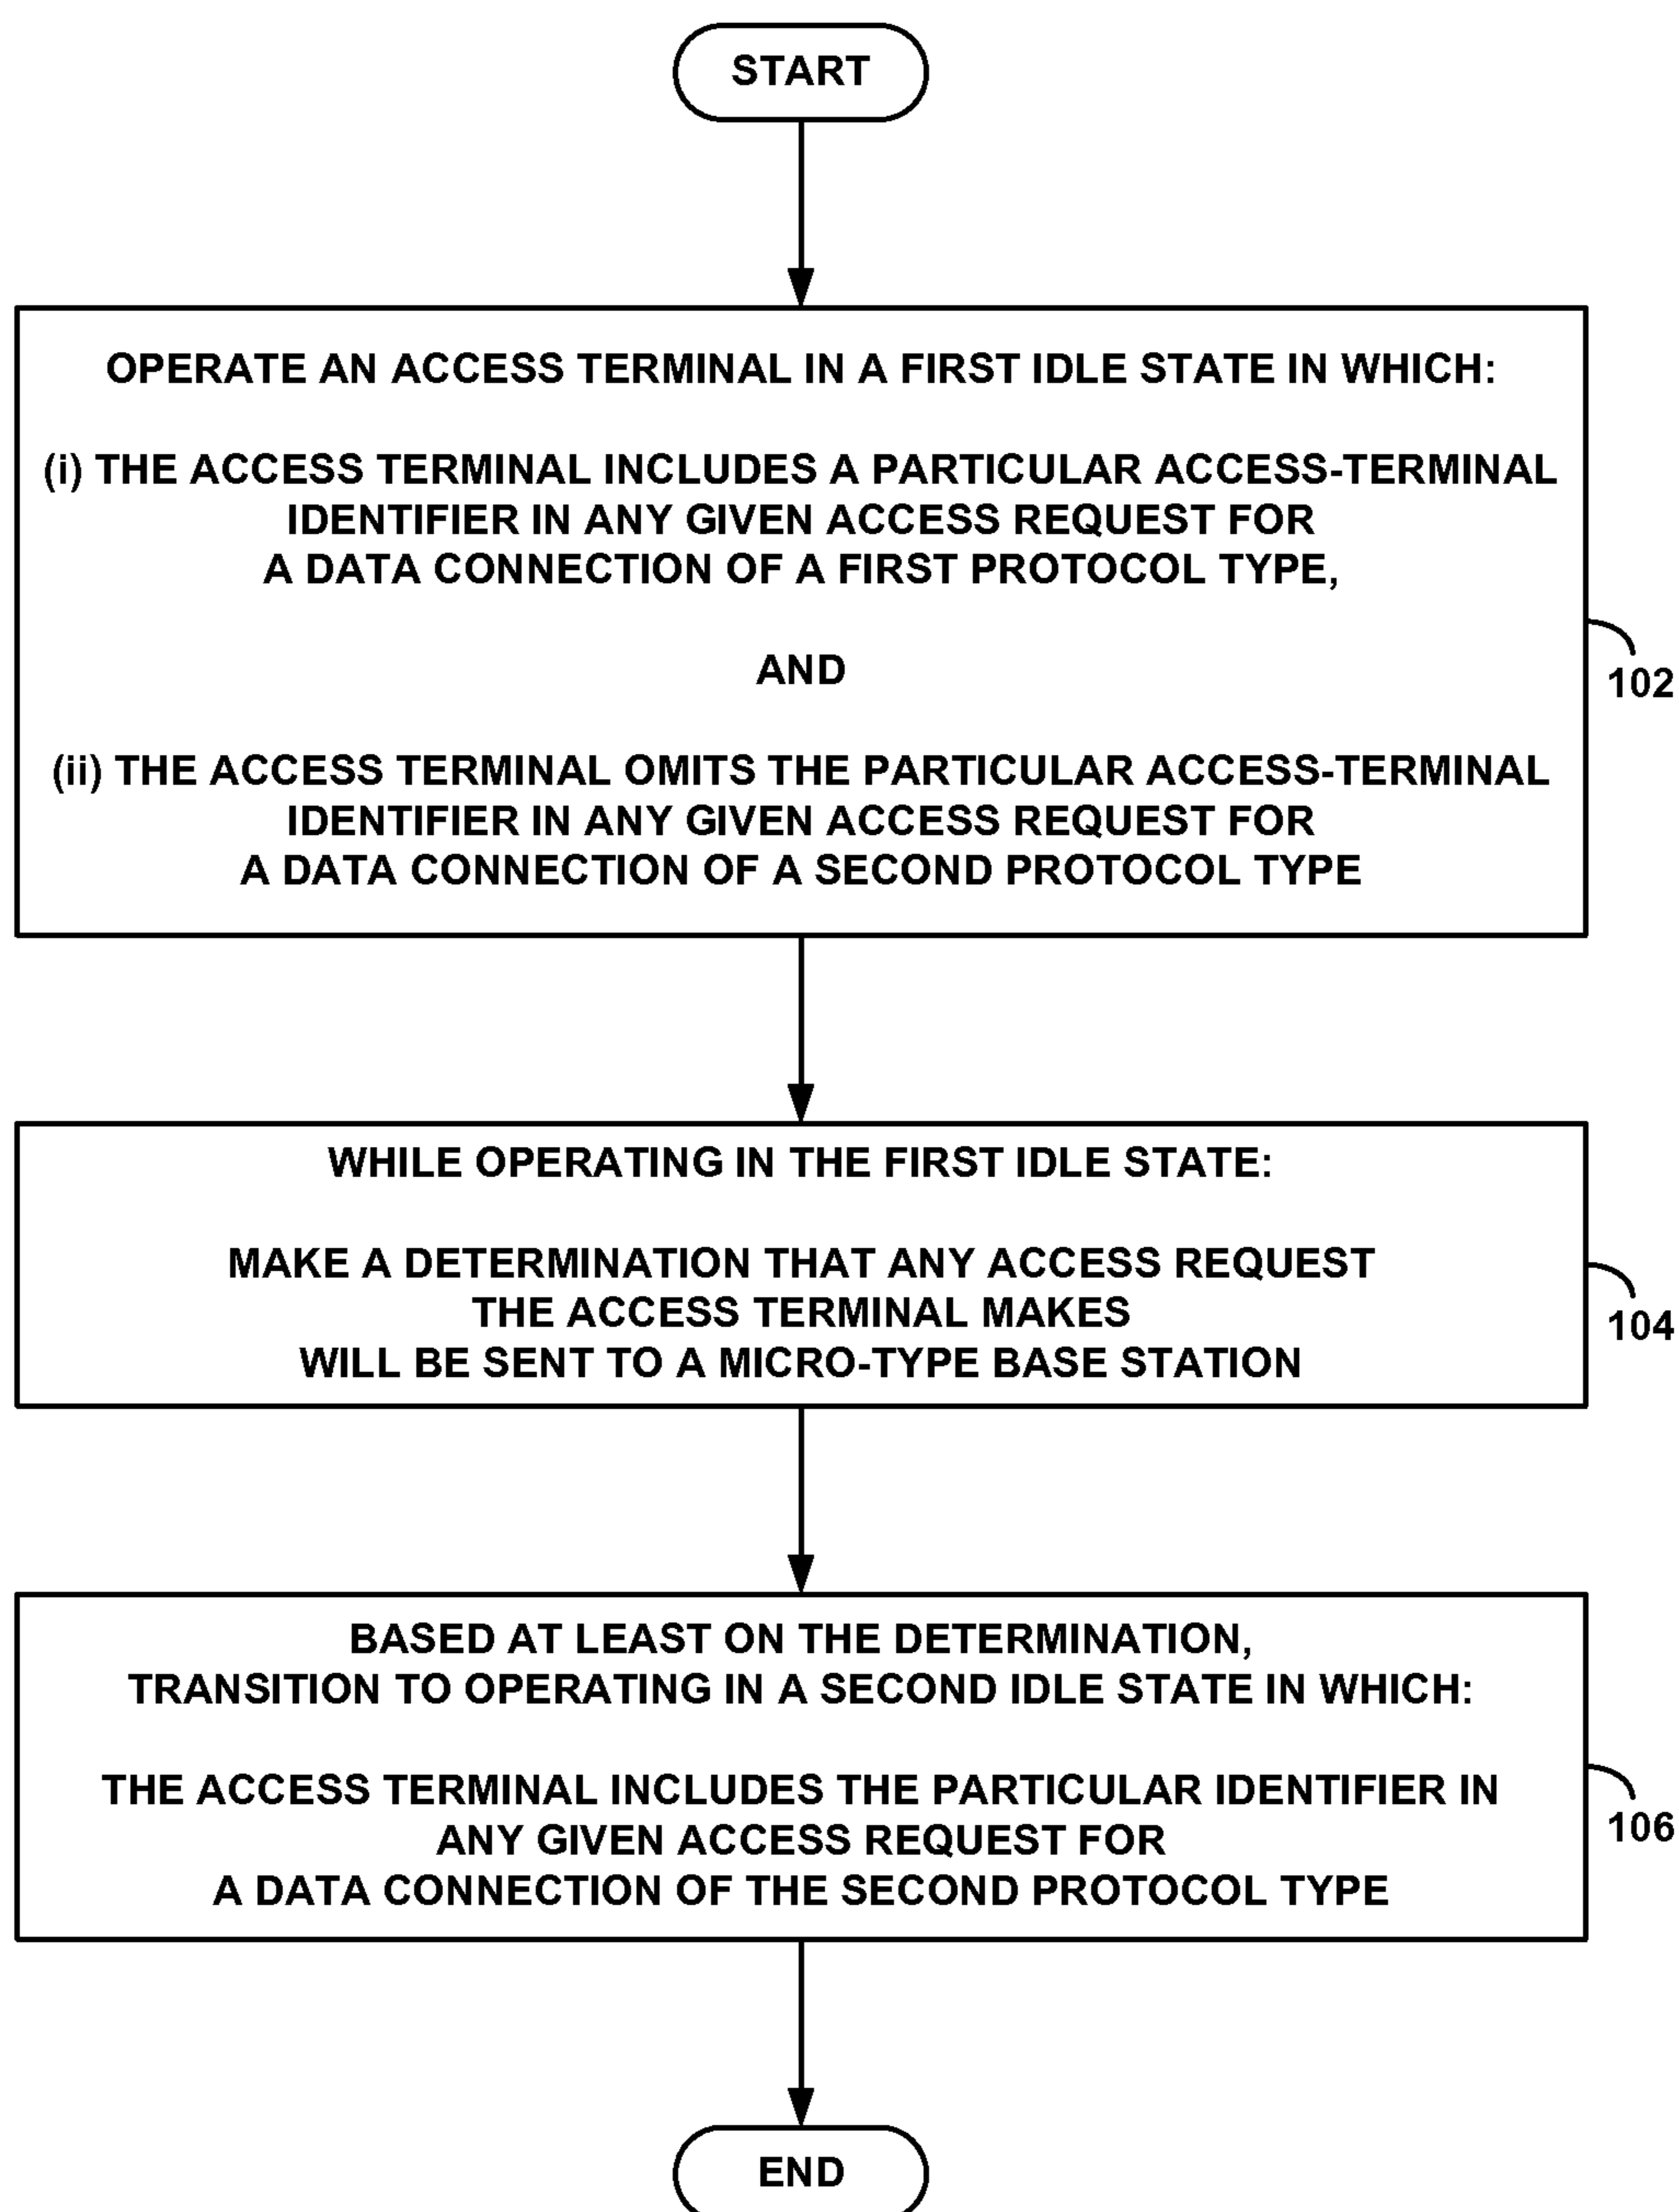 START
OPERATE AN ACCESS TERMINAL IN A FIRST IDLE STATE IN WHICH:
(i) THE ACCESS TERMINAL INCLUDES A PARTICULAR ACCESS-TERMINAL
IDENTIFIER IN ANY GIVEN ACCESS REQUEST FOR
A DATA CONNECTION OF A FIRST PROTOCOL TYPE,
AND
(ii) THE ACCESS TERMINAL OMITS THE PARTICULAR ACCESS-TERMINAL
IDENTIFIER IN ANY GIVEN ACCESS REQUEST FOR
A DATA CONNECTION OF A SECOND PROTOCOL TYPE
102
WHILE OPERATING IN THE FIRST IDLE STATE:
MAKE A DETERMINATION THAT ANY ACCESS REQUEST
THE ACCESS TERMINAL MAKES
WILL BE SENT TO A MICRO-TYPE BASE STATION
104
BASED AT LEAST ON THE DETERMINATION,
TRANSITION TO OPERATING IN A SECOND IDLE STATE IN WHICH:
THE ACCESS TERMINAL INCLUDES THE PARTICULAR IDENTIFIER IN
ANY GIVEN ACCESS REQUEST FOR
A DATA CONNECTION OF THE SECOND PROTOCOL TYPE
106
END